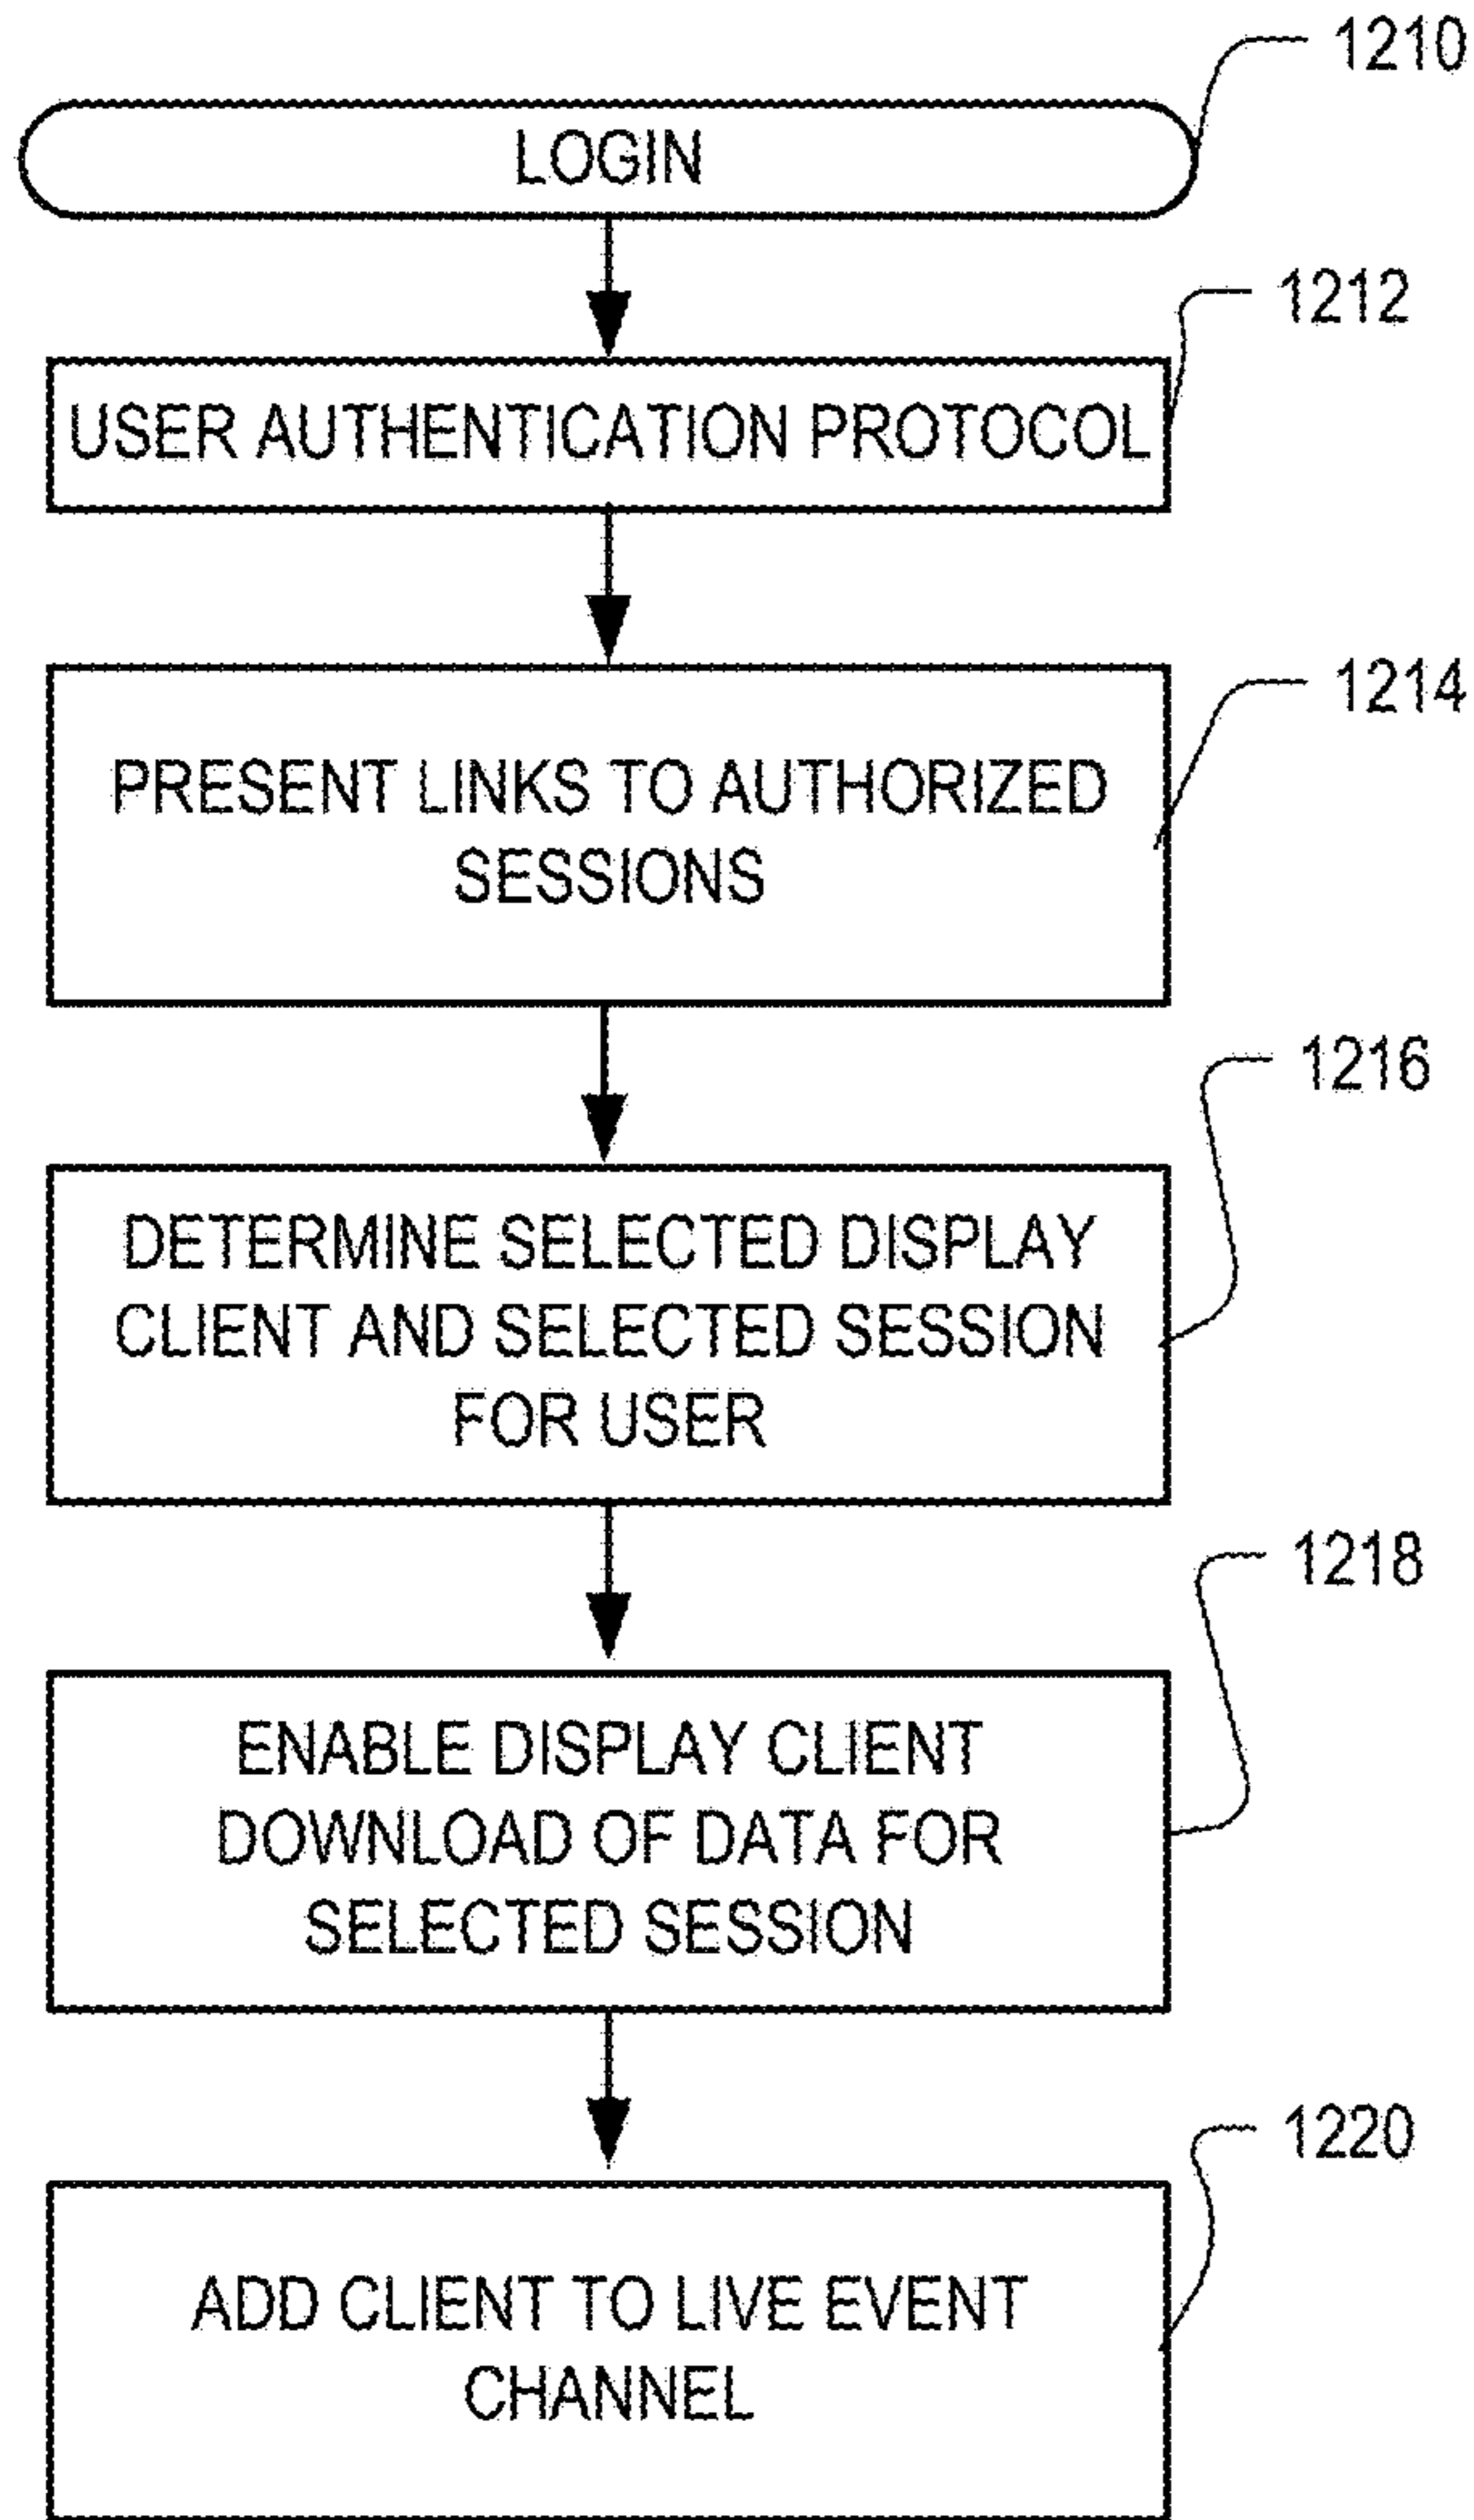 1210
LOGIN
1212
USER AUTHENTICATION PROTOCOL
1214
PRESENT LINKS TO AUTHORIZED
SESSIONS
1216
DETERMINE SELECTED DISPLAY
CLIENT AND SELECTED SESSION
FOR USER
1218
ENABLE DISPLAY CLIENT
DOWNLOAD OF DATA FOR
SELECTED SESSION
1220
ADD CLIENT TO LIVE EVENT
CHANNEL